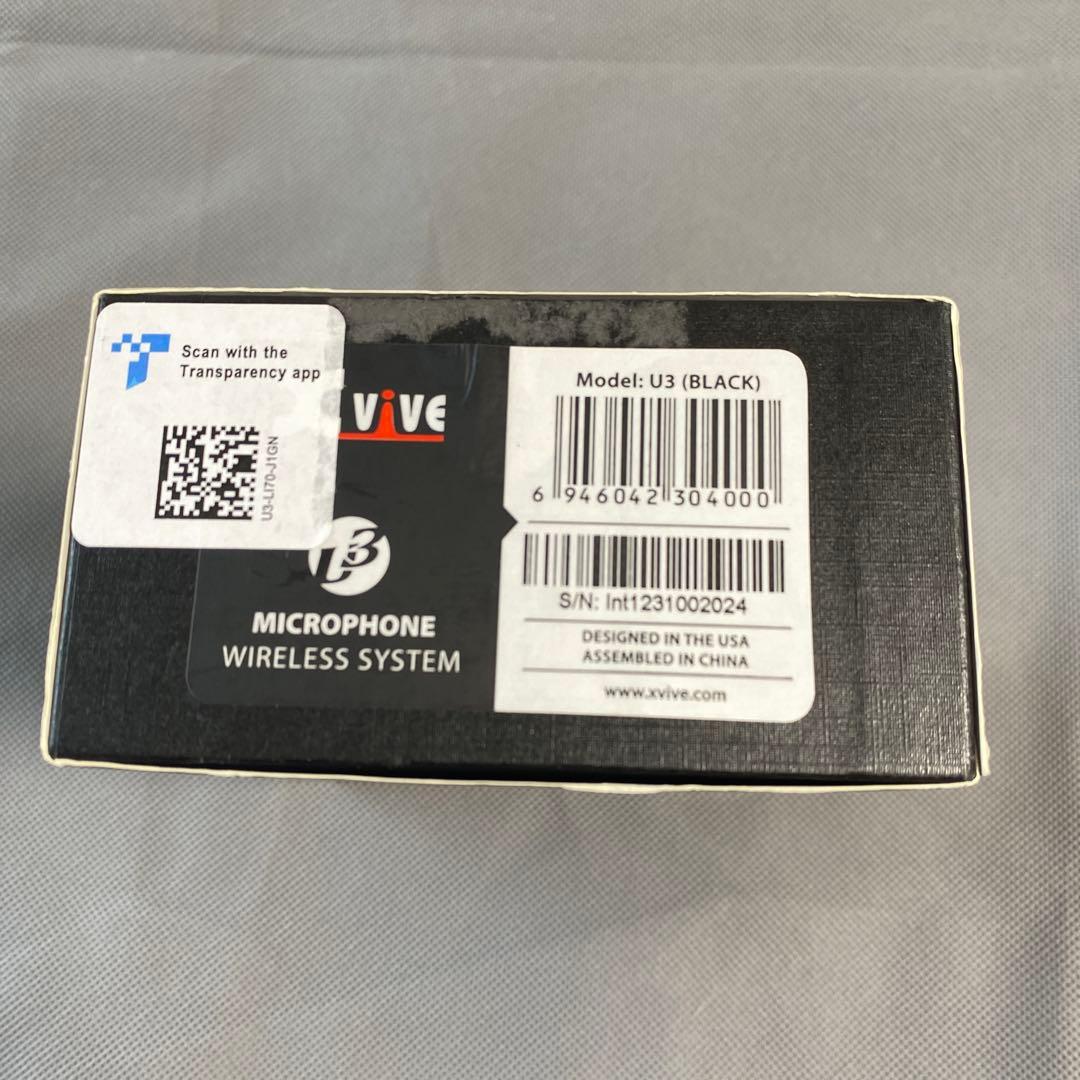 Scan with the
Transparency app
U3-LI70-J1GN
ViVE
U3
MICROPHONE
WIRELESS SYSTEM
Model: U3 (BLACK)
6 946042 304000
S/N: Int1231002024
DESIGNED IN THE USA
ASSEMBLED IN CHINA
www.xvive.com